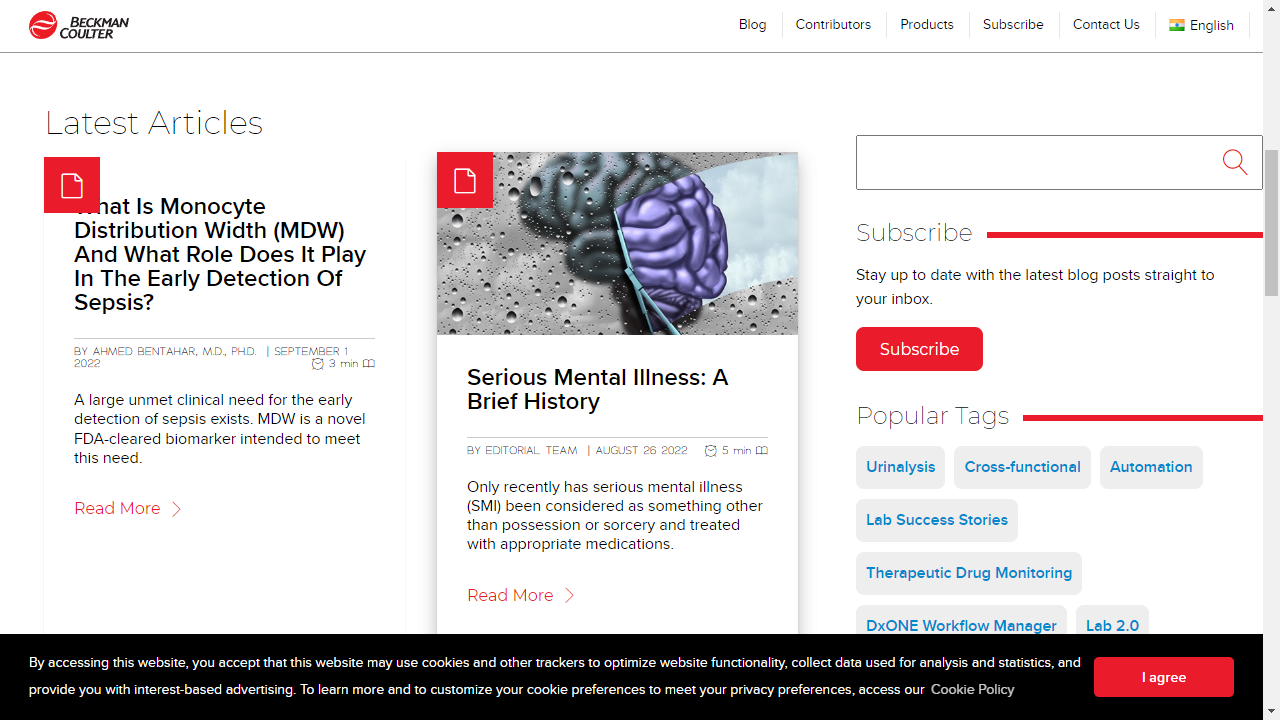 BECKMAN
COULTER
Blog
Contributors
Products
Subscribe
Contact Us
English
Latest Articles
What Is Monocyte
Distribution Width (MDW)
And What Role Does It Play
In The Early Detection Of
Sepsis?
BY AHMED BENTAHAR, M.D., PH.D. | SEPTEMBER 1
2022
3 min
A large unmet clinical need for the early
detection of sepsis exists. MDW is a novel
FDA-cleared biomarker intended to meet
this need.
Read More
Serious Mental Illness: A
Brief History
BY EDITORIAL TEAM | AUGUST 26 2022
5 min
Only recently has serious mental illness
(SMI) been considered as something other
than possession or sorcery and treated
with appropriate medications.
Read More
Subscribe
Stay up to date with the latest blog posts straight to
your inbox.
Subscribe
Popular Tags
Urinalysis
Cross-functional
Automation
Lab Success Stories
Therapeutic Drug Monitoring
DxONE Workflow Manager
Lab 2.0
By accessing this website, you accept that this website may use cookies and other trackers to optimize website functionality, collect data used for analysis and statistics, and
provide you with interest-based advertising. To learn more and to customize your cookie preferences to meet your privacy preferences, access our Cookie Policy
I agree